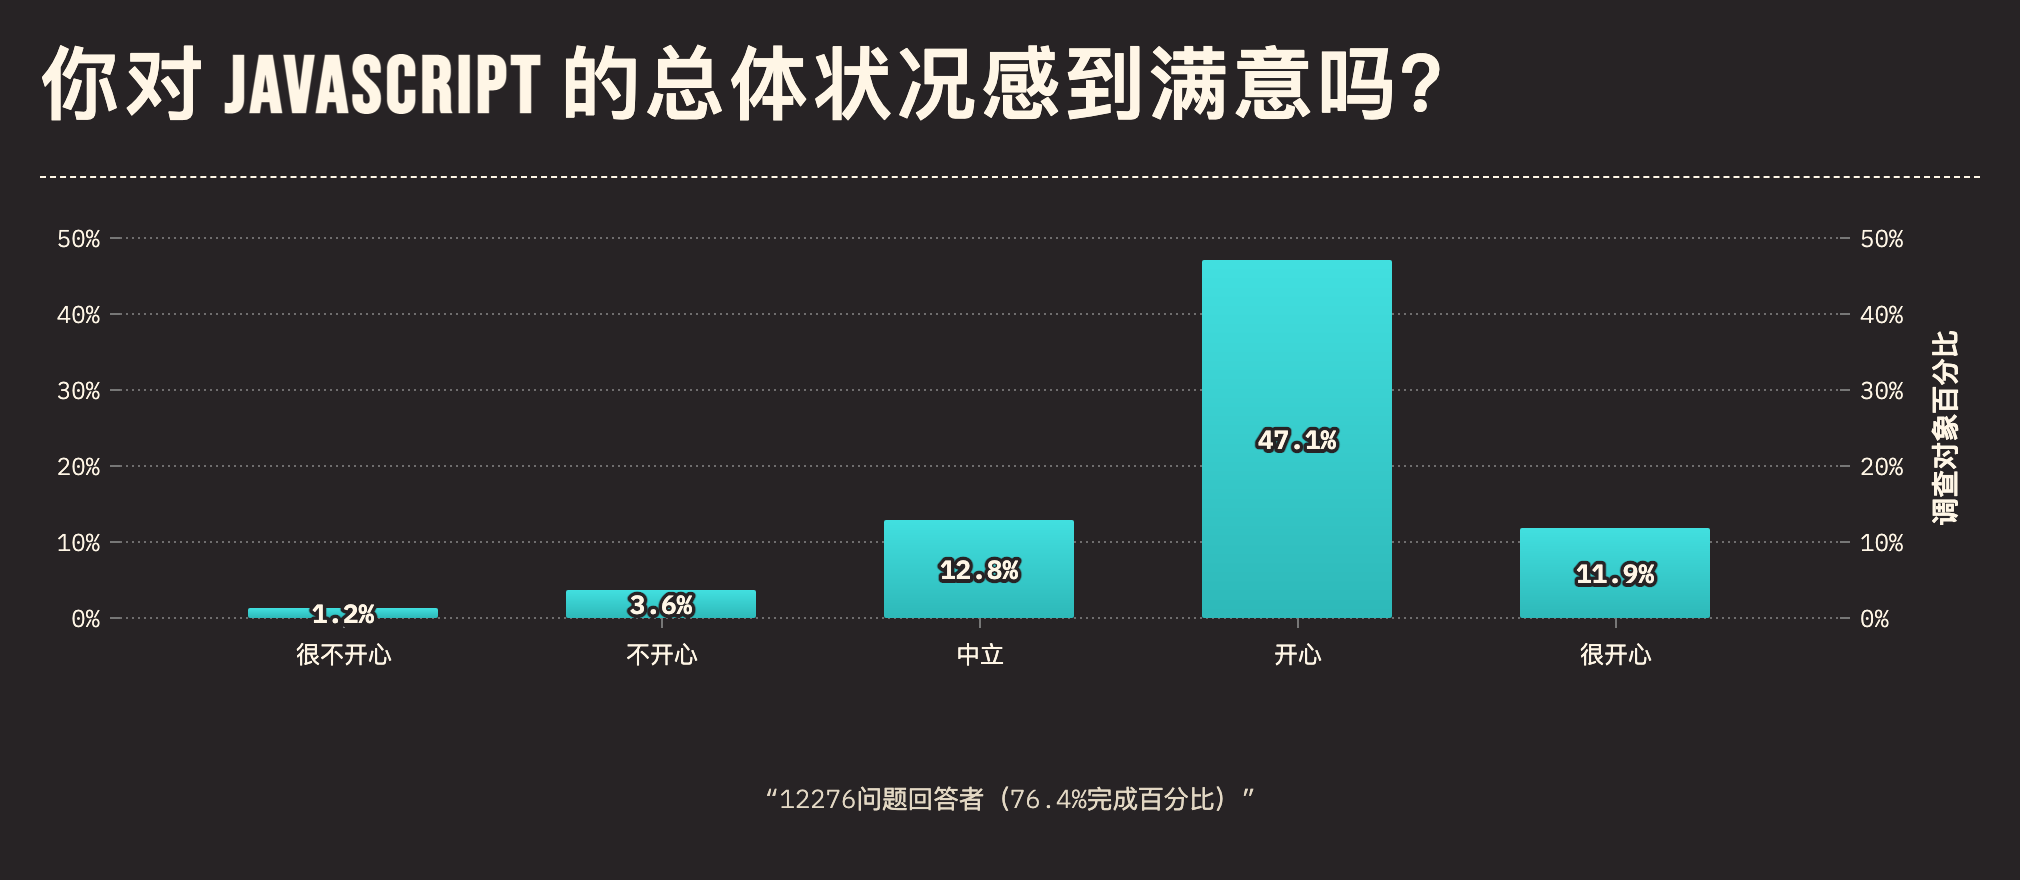 你对 JAVASCRIPT 的总体状况感到满意吗?
50% 50%
40% 40%
30% 30%
20% 20%
10% 10%
0% 0%
调查对象百分比
1.2% 3.6% 12.8% 47.1% 11.9%
很不开心 不开心 中立 开心 很开心
“12276问题回答者（76.4%完成百分比）”